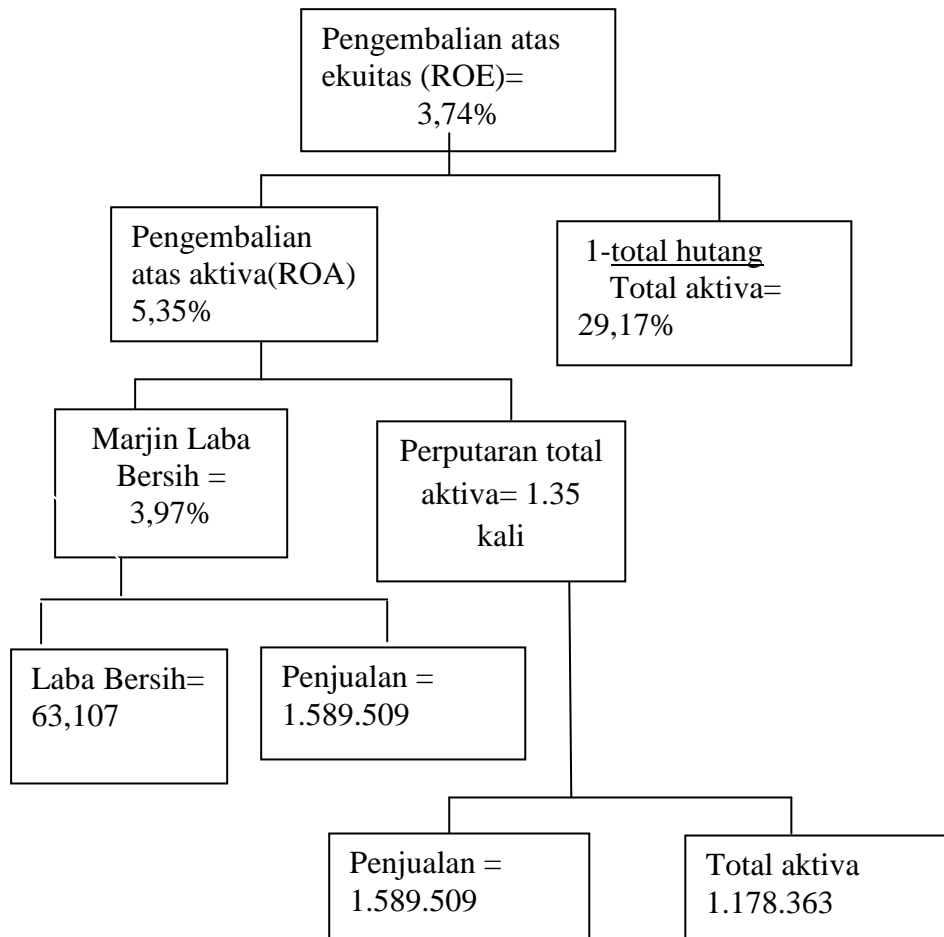 Pengembalian atas
ekuitas (ROE)=
3,74%
Pengembalian
atas aktiva(ROA)
5,35%
1-total hutang
Total aktiva=
29,17%
Marjin Laba
Bersih =
3,97%
Perputaran total
aktiva= 1.35
kali
Laba Bersih=
63,107
Penjualan =
1.589.509
Penjualan =
1.589.509
Total aktiva
1.178.363